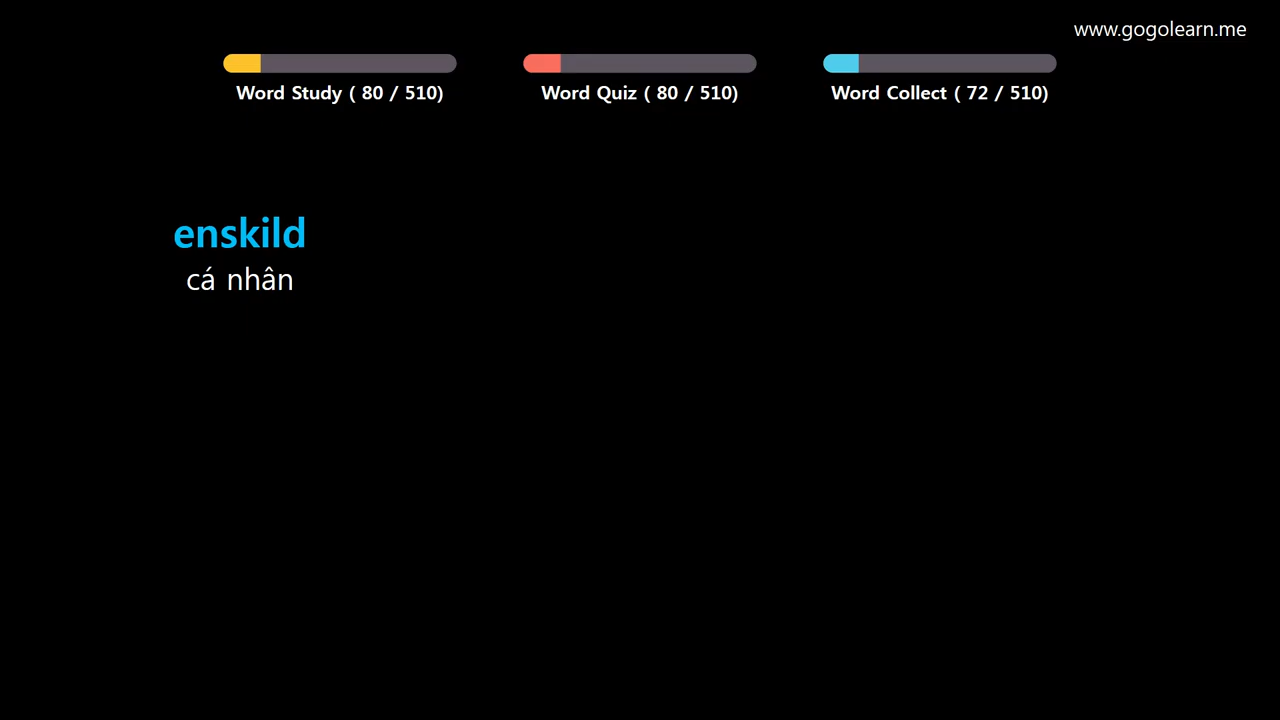 www.gogolearn.me
Word Study ( 80 / 510)
Word Quiz ( 80 / 510)
Word Collect ( 72 / 510)
enskild
cá nhân